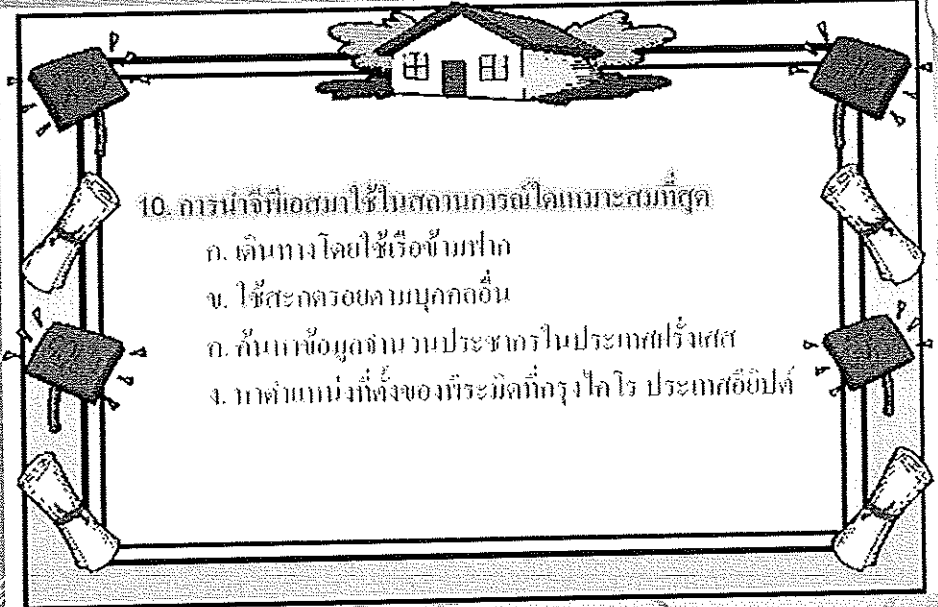 10. การนำจีพีเอสมาใช้ในสถานการณ์ใดเหมาะสมที่สุด
ก. เดินทางโดยใช้เรือข้ามฟาก
ข. ใช้สะกดรอยตามบุคคลอื่น
ค. ค้นหาข้อมูลจำนวนประชากรในประเทศฝรั่งเศส
ง. หาตำแหน่งที่ตั้งของพีระมิดที่กรุงไคโร ประเทศอียิปต์